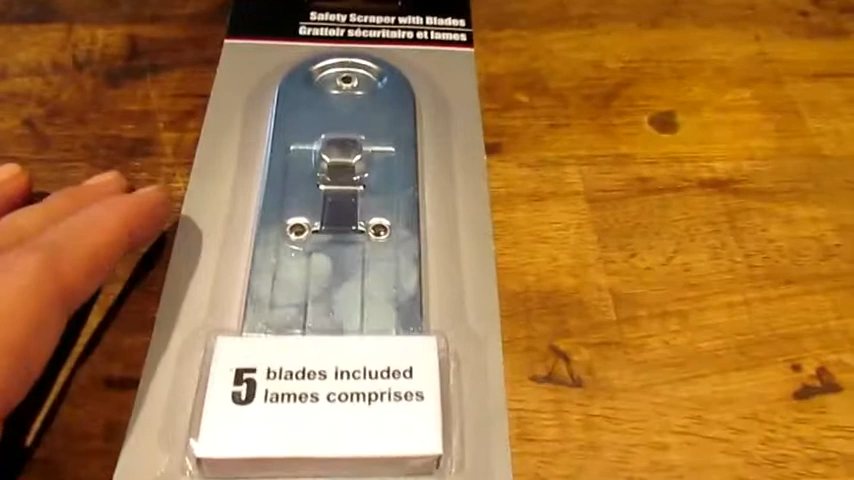 Safety Scraper with Blades
Grattoir sécuritaire et lames
5 blades included
lames comprises